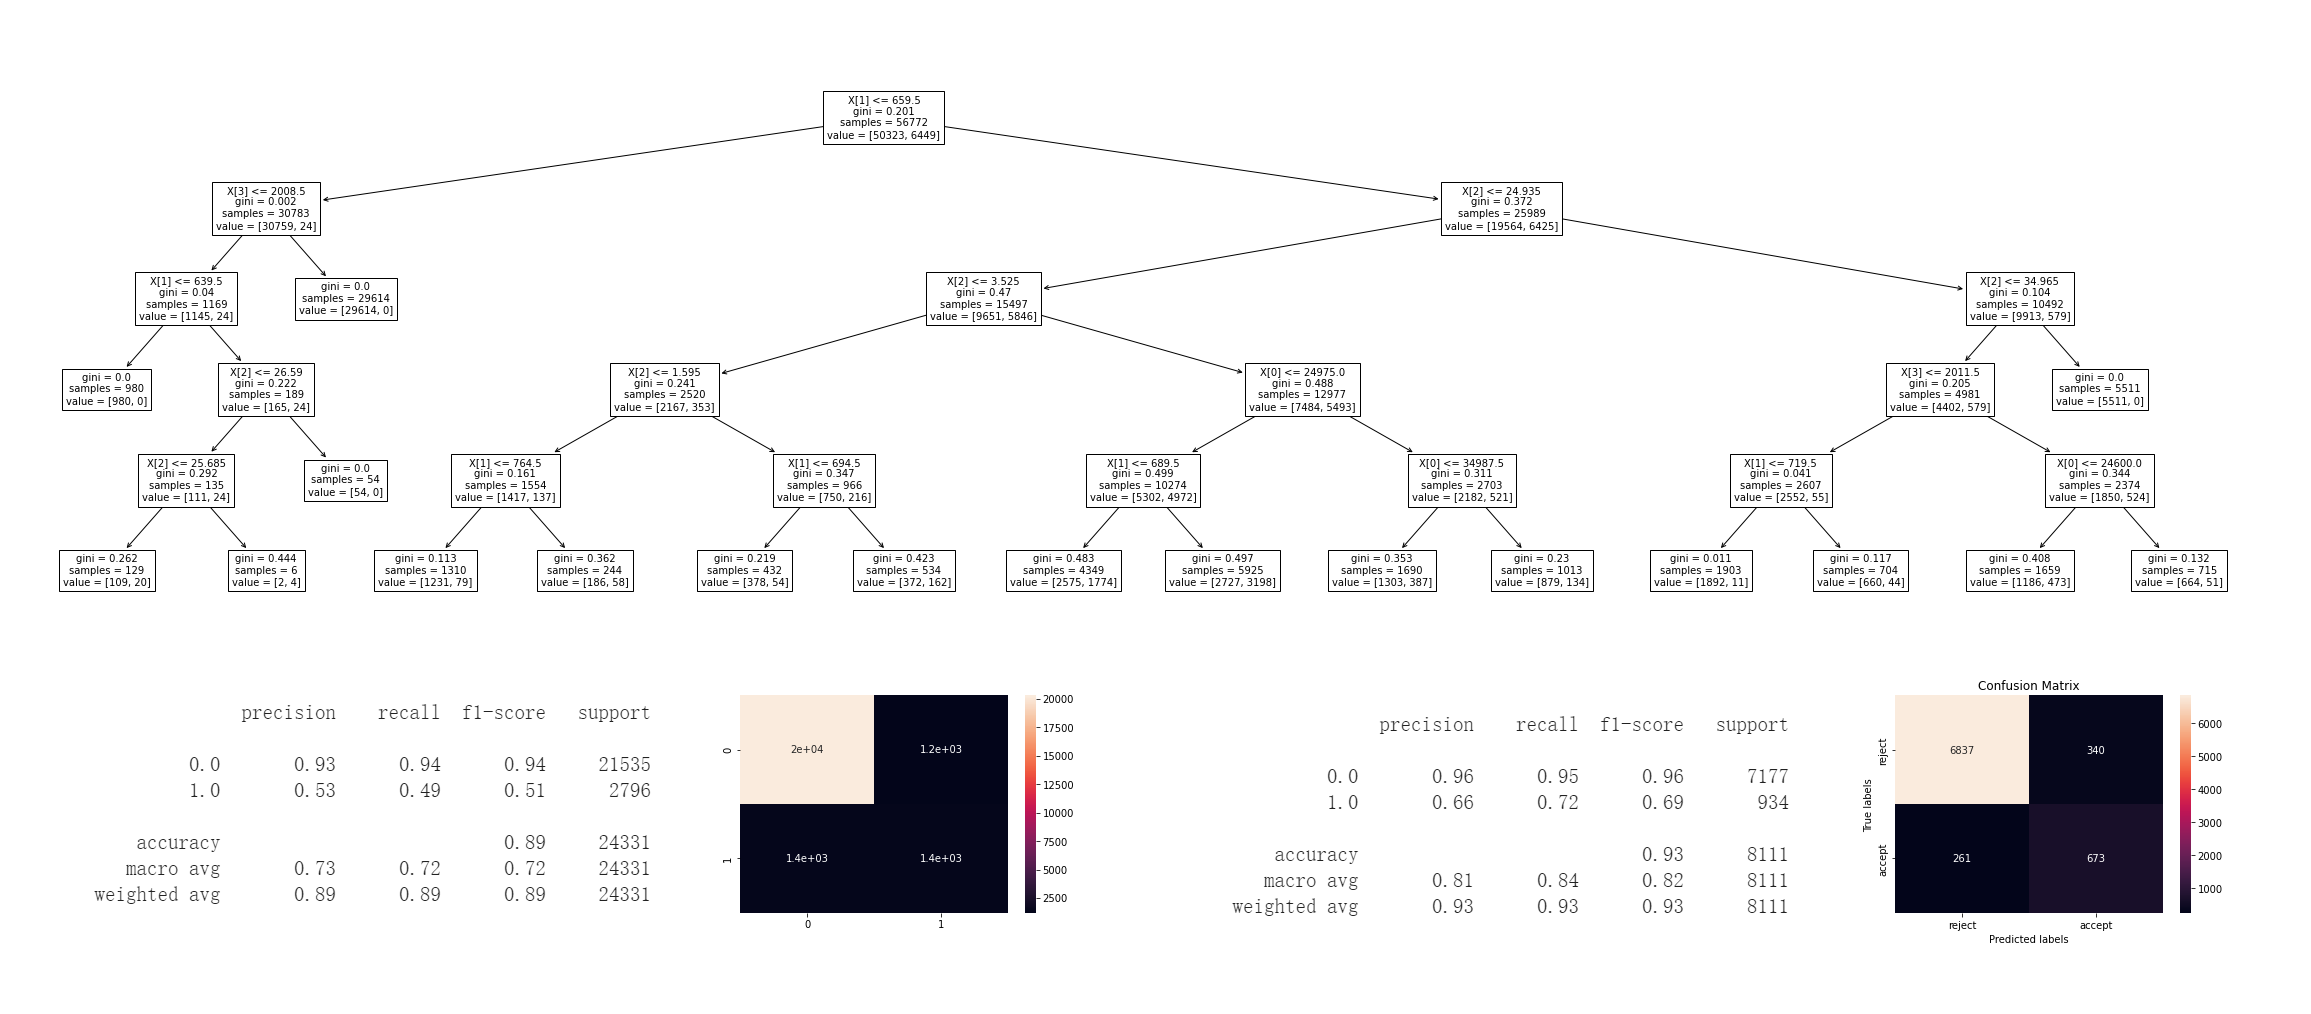 X[1] <= 659.5
gini = 0.201
samples = 56772
value = [50323, 6449]
X[3] <= 2008.5
gini = 0.002
samples = 30783
value = [30759, 24]
X[2] <= 24.935
gini = 0.372
samples = 25989
value = [19564, 6425]
X[1] <= 639.5
gini = 0.04
samples = 1169
value = [1145, 24]
gini = 0.0
samples = 29614
value = [29614, 0]
X[2] <= 3.525
gini = 0.47
samples = 15497
value = [9651, 5846]
X[2] <= 34.965
gini = 0.104
samples = 10492
value = [9913, 579]
gini = 0.0
samples = 980
value = [980, 0]
X[2] <= 26.59
gini = 0.222
samples = 189
value = [165, 24]
X[2] <= 1.595
gini = 0.241
samples = 2520
value = [2167, 353]
X[0] <= 24975.0
gini = 0.488
samples = 12977
value = [7484, 5493]
X[3] <= 2011.5
gini = 0.205
samples = 4981
value = [4402, 579]
gini = 0.0
samples = 5511
value = [5511, 0]
X[2] <= 25.685
gini = 0.292
samples = 135
value = [111, 24]
gini = 0.0
samples = 54
value = [54, 0]
X[1] <= 764.5
gini = 0.161
samples = 1554
value = [1417, 137]
X[1] <= 694.5
gini = 0.347
samples = 966
value = [750, 216]
X[1] <= 689.5
gini = 0.499
samples = 10274
value = [5302, 4972]
X[0] <= 34987.5
gini = 0.311
samples = 2703
value = [2182, 521]
X[1] <= 719.5
gini = 0.041
samples = 2607
value = [2552, 55]
X[0] <= 24600.0
gini = 0.344
samples = 2374
value = [1850, 524]
gini = 0.262
samples = 129
value = [109, 20]
gini = 0.444
samples = 6
value = [2, 4]
gini = 0.113
samples = 1310
value = [1231, 79]
gini = 0.362
samples = 244
value = [186, 58]
gini = 0.219
samples = 432
value = [378, 54]
gini = 0.423
samples = 534
value = [372, 162]
gini = 0.483
samples = 4349
value = [2575, 1774]
gini = 0.497
samples = 5925
value = [2727, 3198]
gini = 0.353
samples = 1690
value = [1303, 387]
gini = 0.23
samples = 1013
value = [879, 134]
gini = 0.011
samples = 1903
value = [1892, 11]
gini = 0.117
samples = 704
value = [660, 44]
gini = 0.408
samples = 1659
value = [1186, 473]
gini = 0.132
samples = 715
value = [664, 51]
precision recall f1-score support
0.0 0.93 0.94 0.94 21535
1.0 0.53 0.49 0.51 2796
accuracy 0.89 24331
macro avg 0.73 0.72 0.72 24331
weighted avg 0.89 0.89 0.89 24331
0
2e+04 1.2e+03
1
1.4e+03 1.4e+03
0 1
20000
17500
15000
12500
10000
7500
5000
2500
precision recall f1-score support
0.0 0.96 0.95 0.96 7177
1.0 0.66 0.72 0.69 934
accuracy 0.93 8111
macro avg 0.81 0.84 0.82 8111
weighted avg 0.93 0.93 0.93 8111
Confusion Matrix
True labels
reject
6837 340
accept
261 673
reject accept
Predicted labels
6000
5000
4000
3000
2000
1000